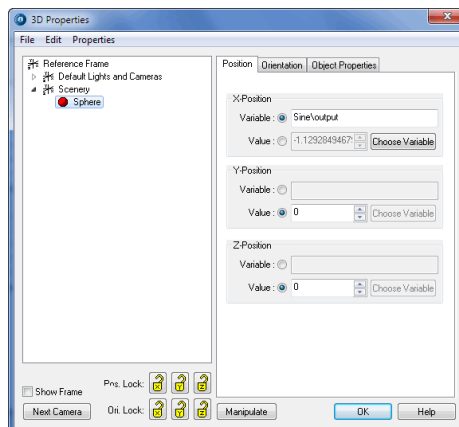 3D Properties
File Edit Properties
Reference Frame
Default Lights and Cameras
Scenery
Sphere
Position Orientation Object Properties
X-Position
Variable : Sine\output
Value : -1.129284946 Choose Variable
Y-Position
Variable :
Value : 0 Choose Variable
Z-Position
Variable :
Value : 0 Choose Variable
Show Frame Pos. Lock: X Y Z
Next Camera Ori. Lock: X Y Z Manipulate OK Help